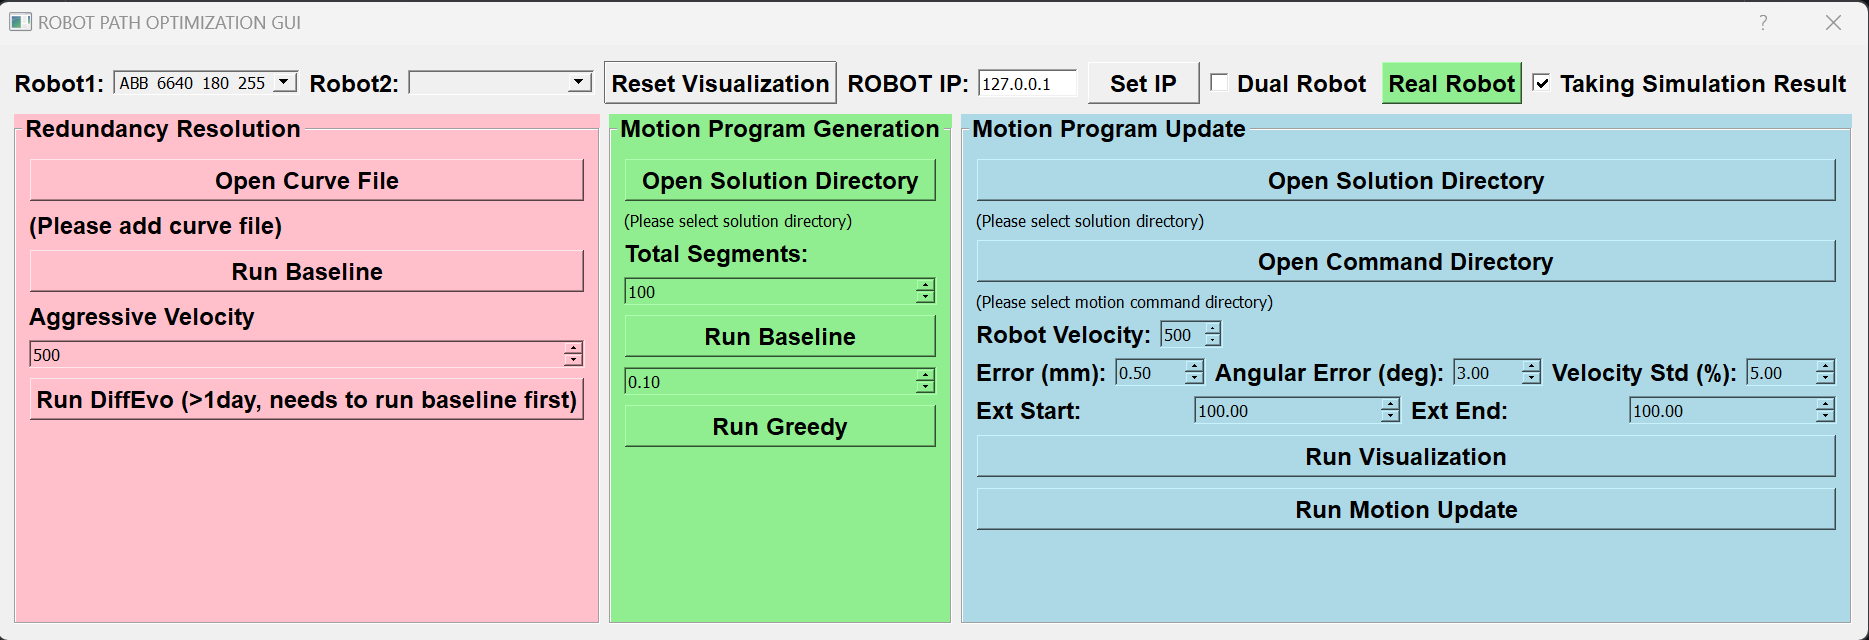 ROBOT PATH OPTIMIZATION GUI
Robot1: ABB 6640 180 255 Robot2: Reset Visualization ROBOT IP: 127.0.0.1 Set IP Dual Robot Real Robot Taking Simulation Result
Redundancy Resolution
Open Curve File
(Please add curve file)
Run Baseline
Aggressive Velocity
500
Run DiffEvo (>1day, needs to run baseline first)
Motion Program Generation
Open Solution Directory
(Please select solution directory)
Total Segments:
100
Run Baseline
0.10
Run Greedy
Motion Program Update
Open Solution Directory
(Please select solution directory)
Open Command Directory
(Please select motion command directory)
Robot Velocity: 500
Error (mm): 0.50 Angular Error (deg): 3.00 Velocity Std (%): 5.00
Ext Start: 100.00 Ext End: 100.00
Run Visualization
Run Motion Update